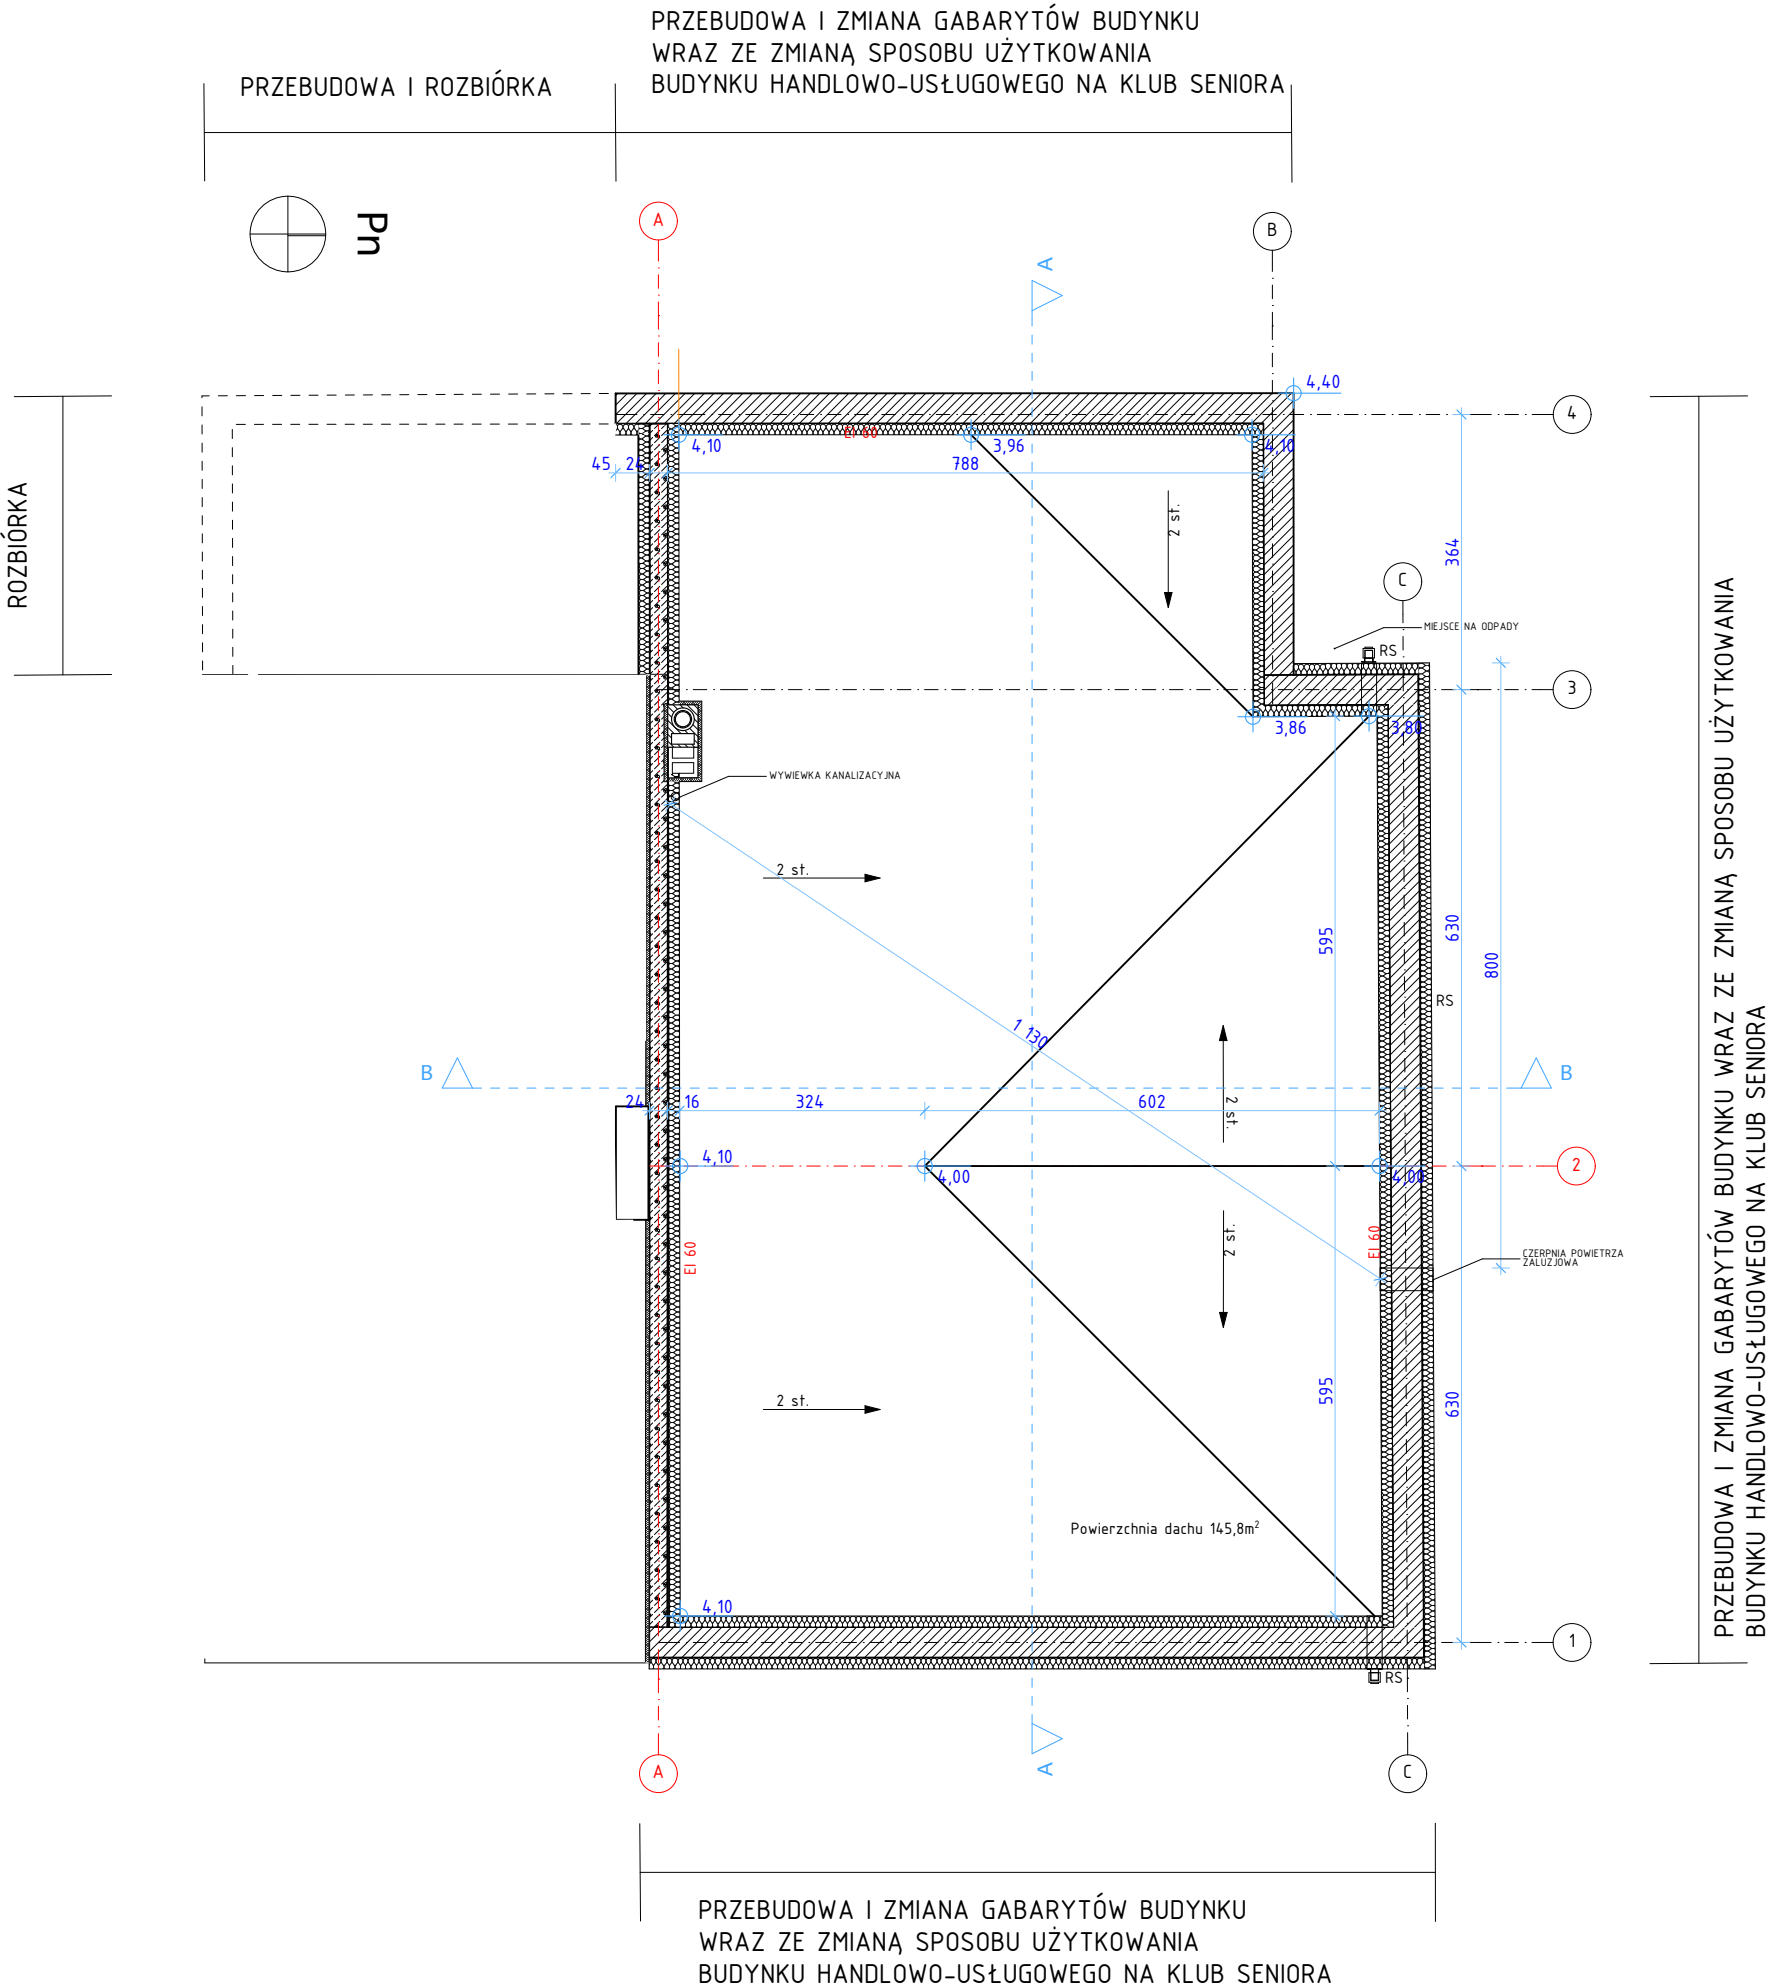 PRZEBUDOWA I ZMIANA GABARYTÓW BUDYNKU
WRAZ ZE ZMIANĄ SPOSOBU UŻYTKOWANIA
BUDYNKU HANDLOWO-USŁUGOWEGO NA KLUB SENIORA
PRZEBUDOWA I ROZBIÓRKA
Pn
A
B
A
4,40
4
4,10
EI 60
3,96
4,10
45
24
788
ROZBIÓRKA
2 st.
364
C
MIEJSCE NA ODPADY
RS
3
3,86
3,80
WYWIEWKA KANALIZACYJNA
2 st.
595
630
800
RS
1 130
B
B
24
16
324
602
2 st.
4,10
4,00
4,00
2
EI 60
2 st.
EI 60
CZERPNIA POWIETRZA
ZALUZJOWA
2 st.
595
630
Powierzchnia dachu 145,8m²
4,10
1
RS
A
A
C
PRZEBUDOWA I ZMIANA GABARYTÓW BUDYNKU WRAZ ZE ZMIANĄ SPOSOBU UŻYTKOWANIA
BUDYNKU HANDLOWO-USŁUGOWEGO NA KLUB SENIORA
PRZEBUDOWA I ZMIANA GABARYTÓW BUDYNKU
WRAZ ZE ZMIANĄ SPOSOBU UŻYTKOWANIA
BUDYNKU HANDLOWO-USŁUGOWEGO NA KLUB SENIORA